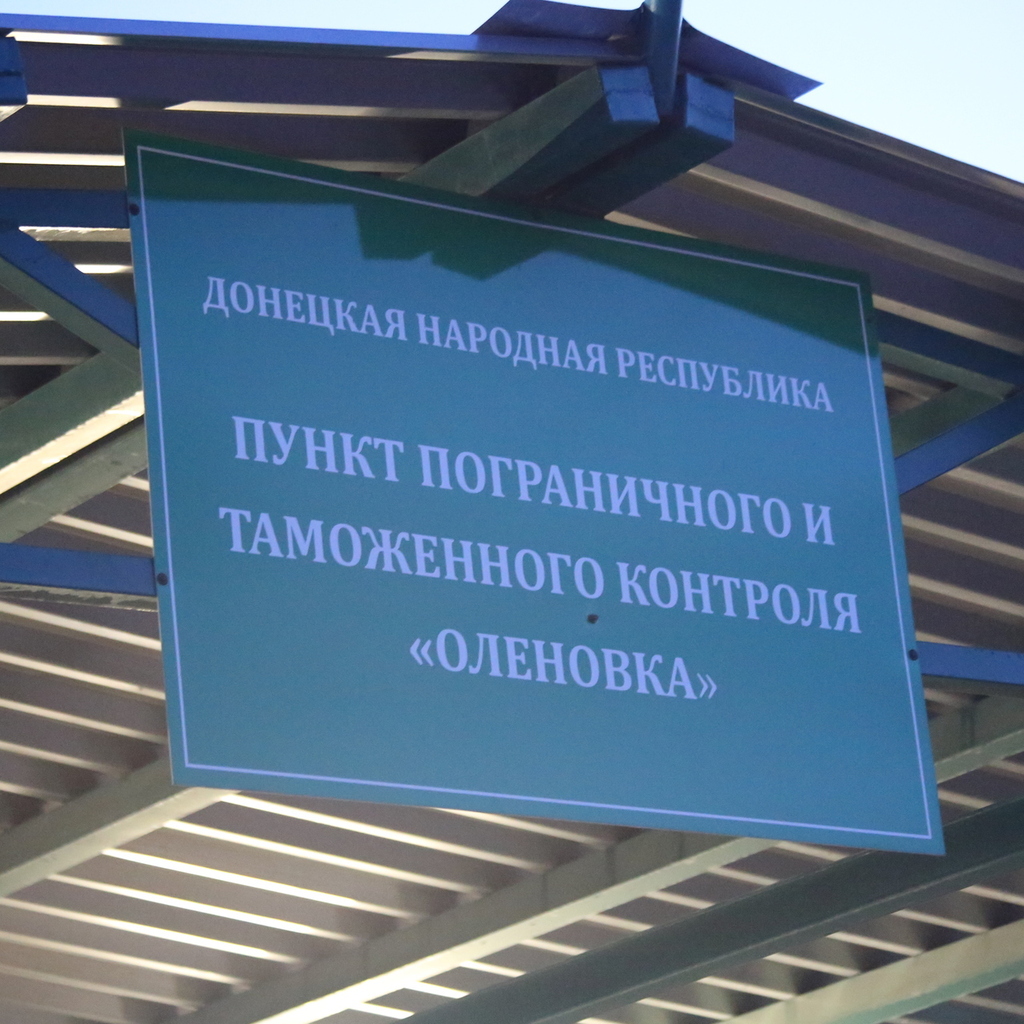 ДОНЕЦКАЯ НАРОДНАЯ РЕСПУБЛИКА
ПУНКТ ПОГРАНИЧНОГО И
ТАМОЖЕННОГО КОНТРОЛЯ
«ОЛЕНОВКА»